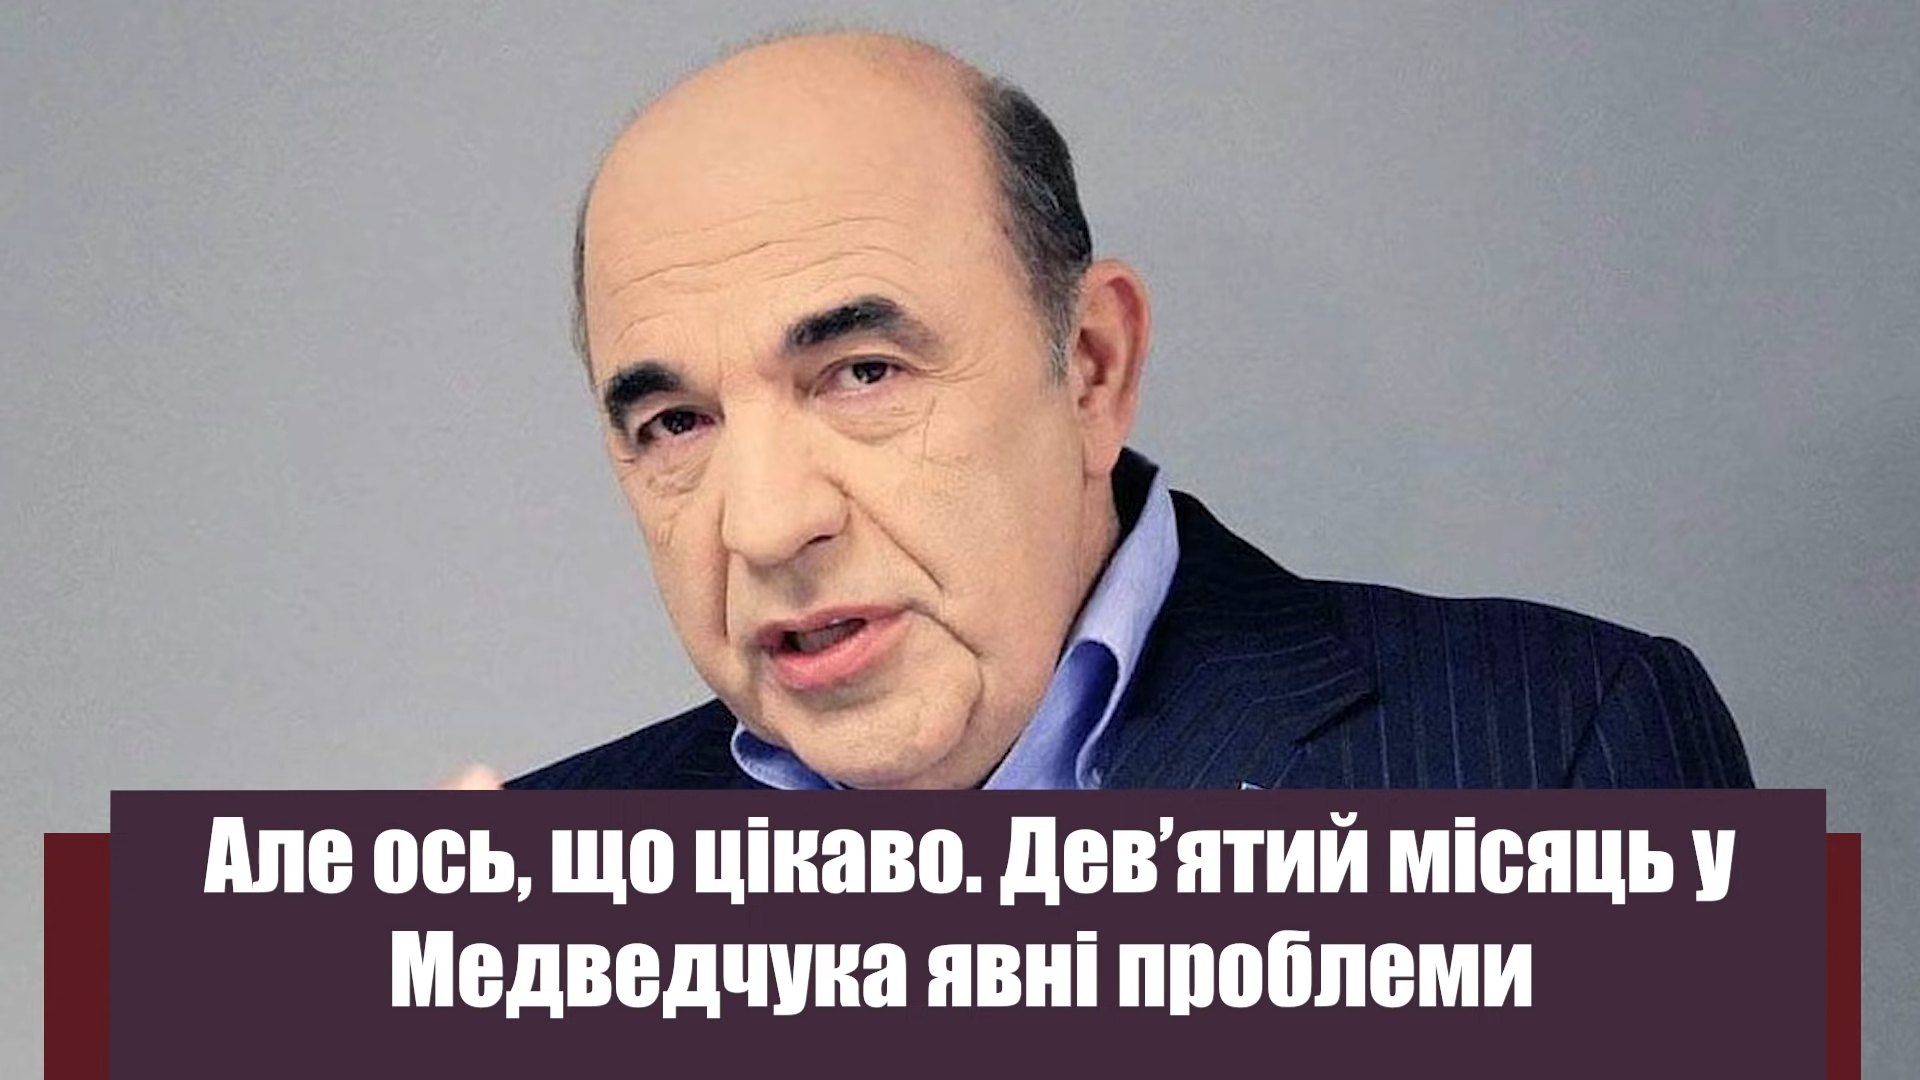 Але ось, що цікаво. Дев’ятий місяць у
Медведчука явні проблеми